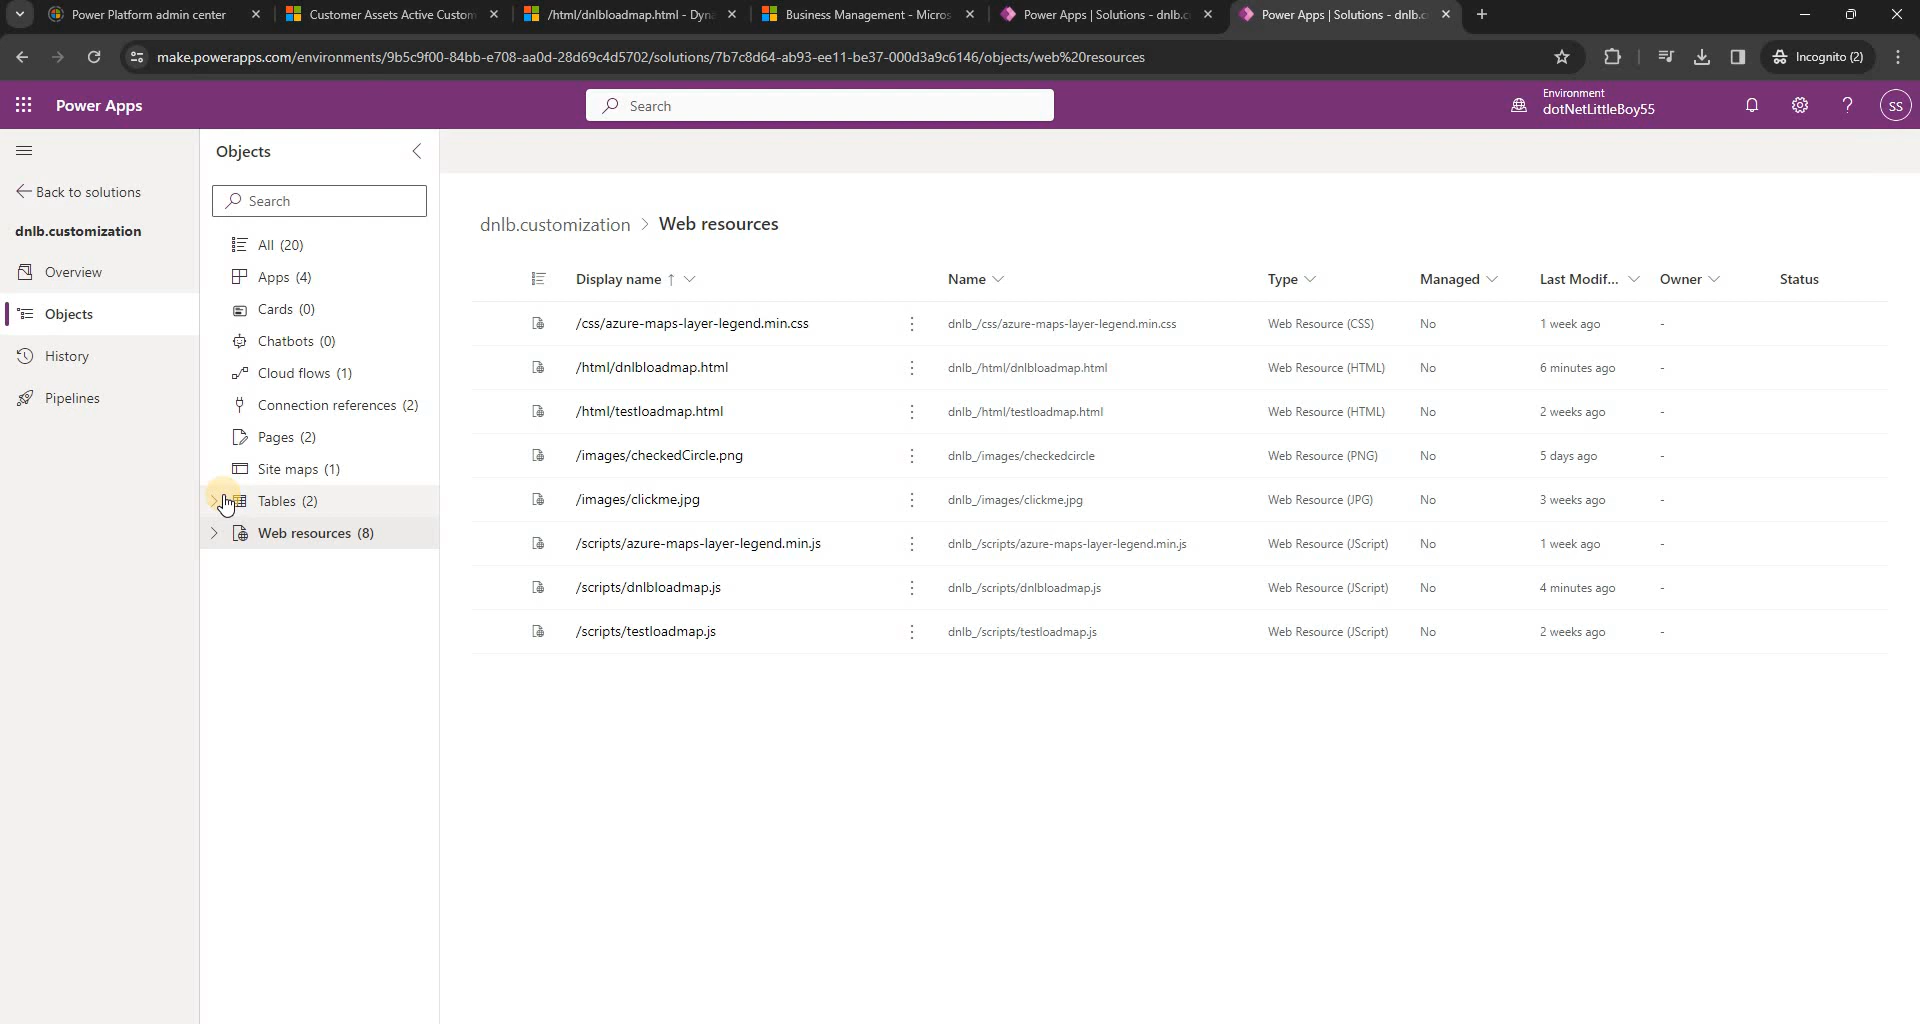 Power Platform admin center
Customer Assets Active Custom
/html/dnlbloadmap.html - Dyna
Business Management - Micros
Power Apps | Solutions - dnlb.c
Power Apps | Solutions - dnlb.c
make.powerapps.com/environments/9b5c9f00-84bb-e708-aa0d-28d69c4d5702/solutions/7b7c8d64-ab93-ee11-be37-000d3a9c6146/objects/web%20resources
Incognito (2)
Power Apps
Search
Environment
dotNetLittleBoy55
SS
Back to solutions
dnlb.customization
Overview
Objects
History
Pipelines
Objects
Search
All (20)
Apps (4)
Cards (0)
Chatbots (0)
Cloud flows (1)
Connection references (2)
Pages (2)
Site maps (1)
Tables (2)
Web resources (8)
dnlb.customization > Web resources
Display name ↑ Name Type Managed Last Modif... Owner Status
/css/azure-maps-layer-legend.min.css dnlb_/css/azure-maps-layer-legend.min.css Web Resource (CSS) No 1 week ago -
/html/dnlbloadmap.html dnlb_/html/dnlbloadmap.html Web Resource (HTML) No 6 minutes ago -
/html/testloadmap.html dnlb_/html/testloadmap.html Web Resource (HTML) No 2 weeks ago -
/images/checkedCircle.png dnlb_/images/checkedcircle Web Resource (PNG) No 5 days ago -
/images/clickme.jpg dnlb_/images/clickme.jpg Web Resource (JPG) No 3 weeks ago -
/scripts/azure-maps-layer-legend.min.js dnlb_/scripts/azure-maps-layer-legend.min.js Web Resource (JScript) No 1 week ago -
/scripts/dnlbloadmap.js dnlb_/scripts/dnlbloadmap.js Web Resource (JScript) No 4 minutes ago -
/scripts/testloadmap.js dnlb_/scripts/testloadmap.js Web Resource (JScript) No 2 weeks ago -